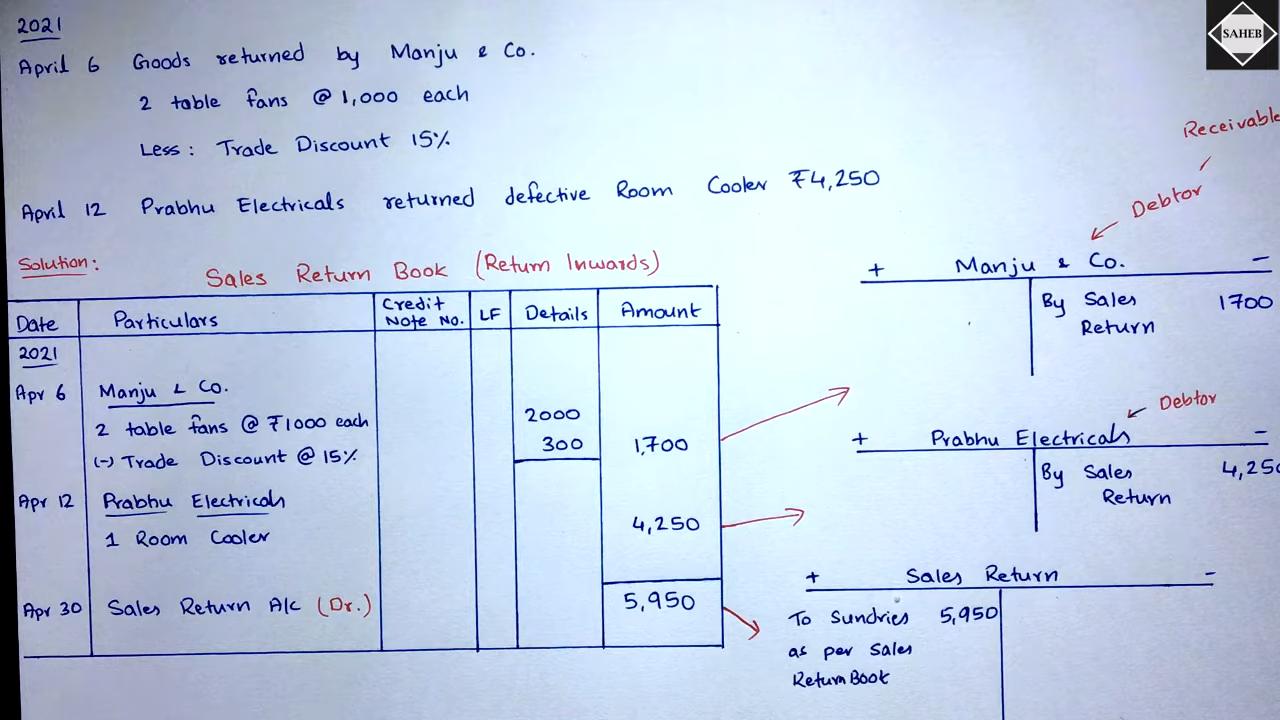 SAHEB
2021
April 6 Goods returned by Manju & Co.
2 table fans @ 1,000 each
Less : Trade Discount 15%
April 12 Prabhu Electricals returned defective Room Cooler ₹4,250
Solution:
Sales Return Book (Return Inwards)
Date Particulars Credit Note No. LF Details Amount
2021
Apr 6 Manju & Co.
2 table fans @ ₹1000 each 2000
(-) Trade Discount @ 15% 300 1,700
Apr 12 Prabhu Electricals
1 Room Cooler 4,250
Apr 30 Sales Return A/c (Dr.) 5,950
Receivable
Debtor
+ Manju & Co. -
By Sales 1700
Return
Debtor
+ Prabhu Electricals -
By Sales 4,250
Return
+ Sales Return -
To Sundries 5,950
as per Sales
Return Book